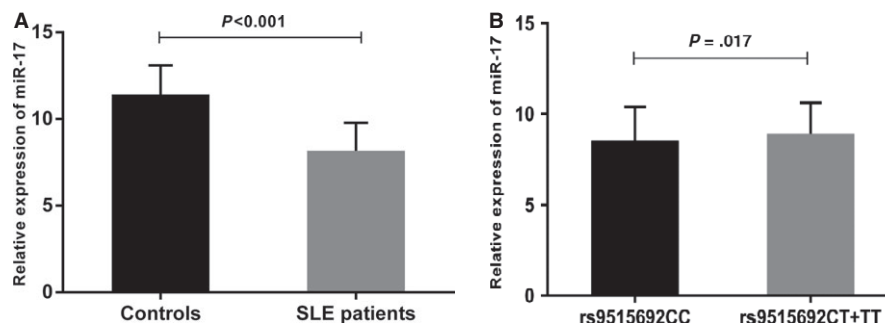 A
P<0.001
Relative expression of miR-17
15
10
5
0
Controls
SLE patients
B
P = .017
Relative expression of miR-17
15
10
5
0
rs9515692CC
rs9515692CT+TT